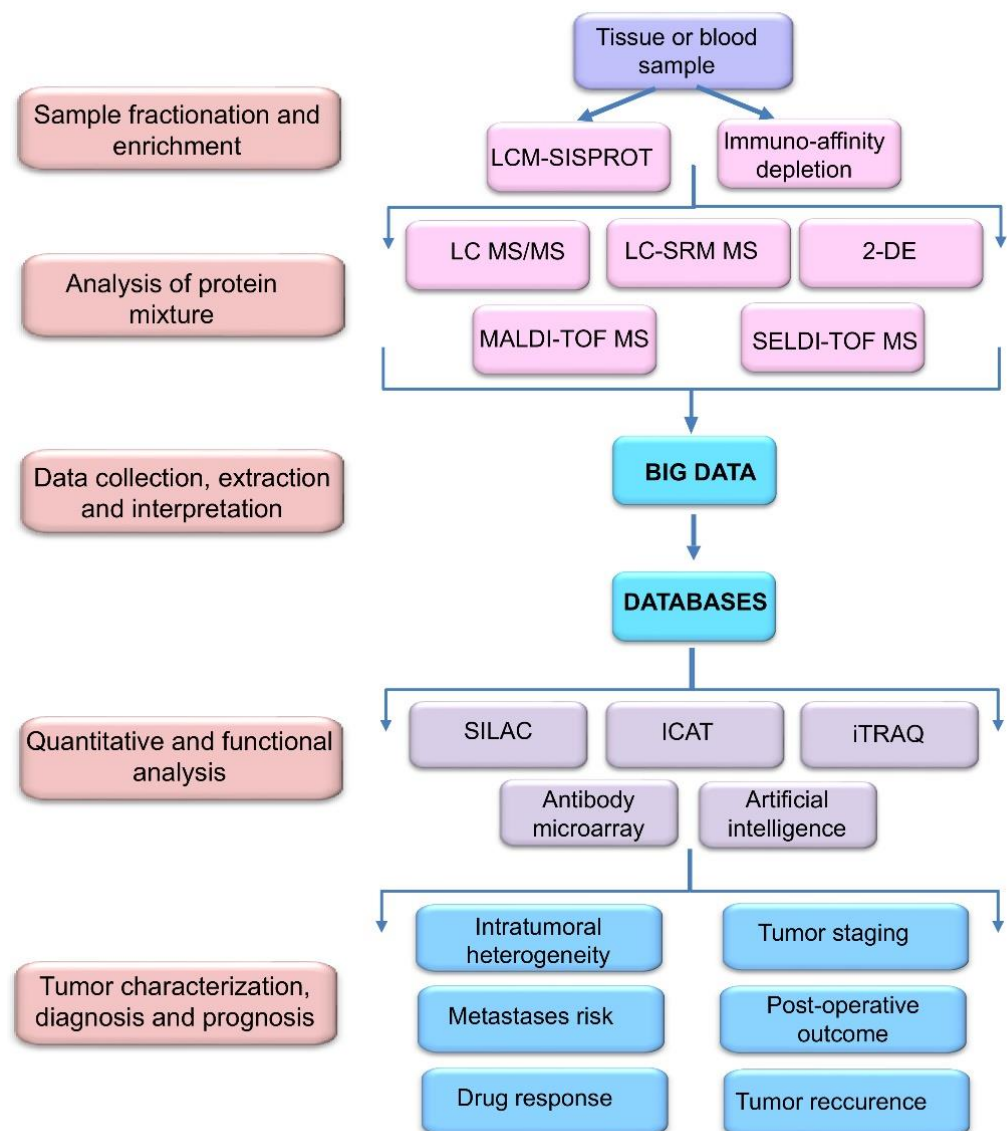 Tissue or blood
sample
Sample fractionation and
enrichment
LCM-SISPROT
Immuno-affinity
depletion
Analysis of protein
mixture
LC MS/MS
LC-SRM MS
2-DE
MALDI-TOF MS
SELDI-TOF MS
Data collection, extraction
and interpretation
BIG DATA
DATABASES
Quantitative and functional
analysis
SILAC
ICAT
iTRAQ
Antibody
microarray
Artificial
intelligence
Tumor characterization,
diagnosis and prognosis
Intratumoral
heterogeneity
Tumor staging
Metastases risk
Post-operative
outcome
Drug response
Tumor reccurence